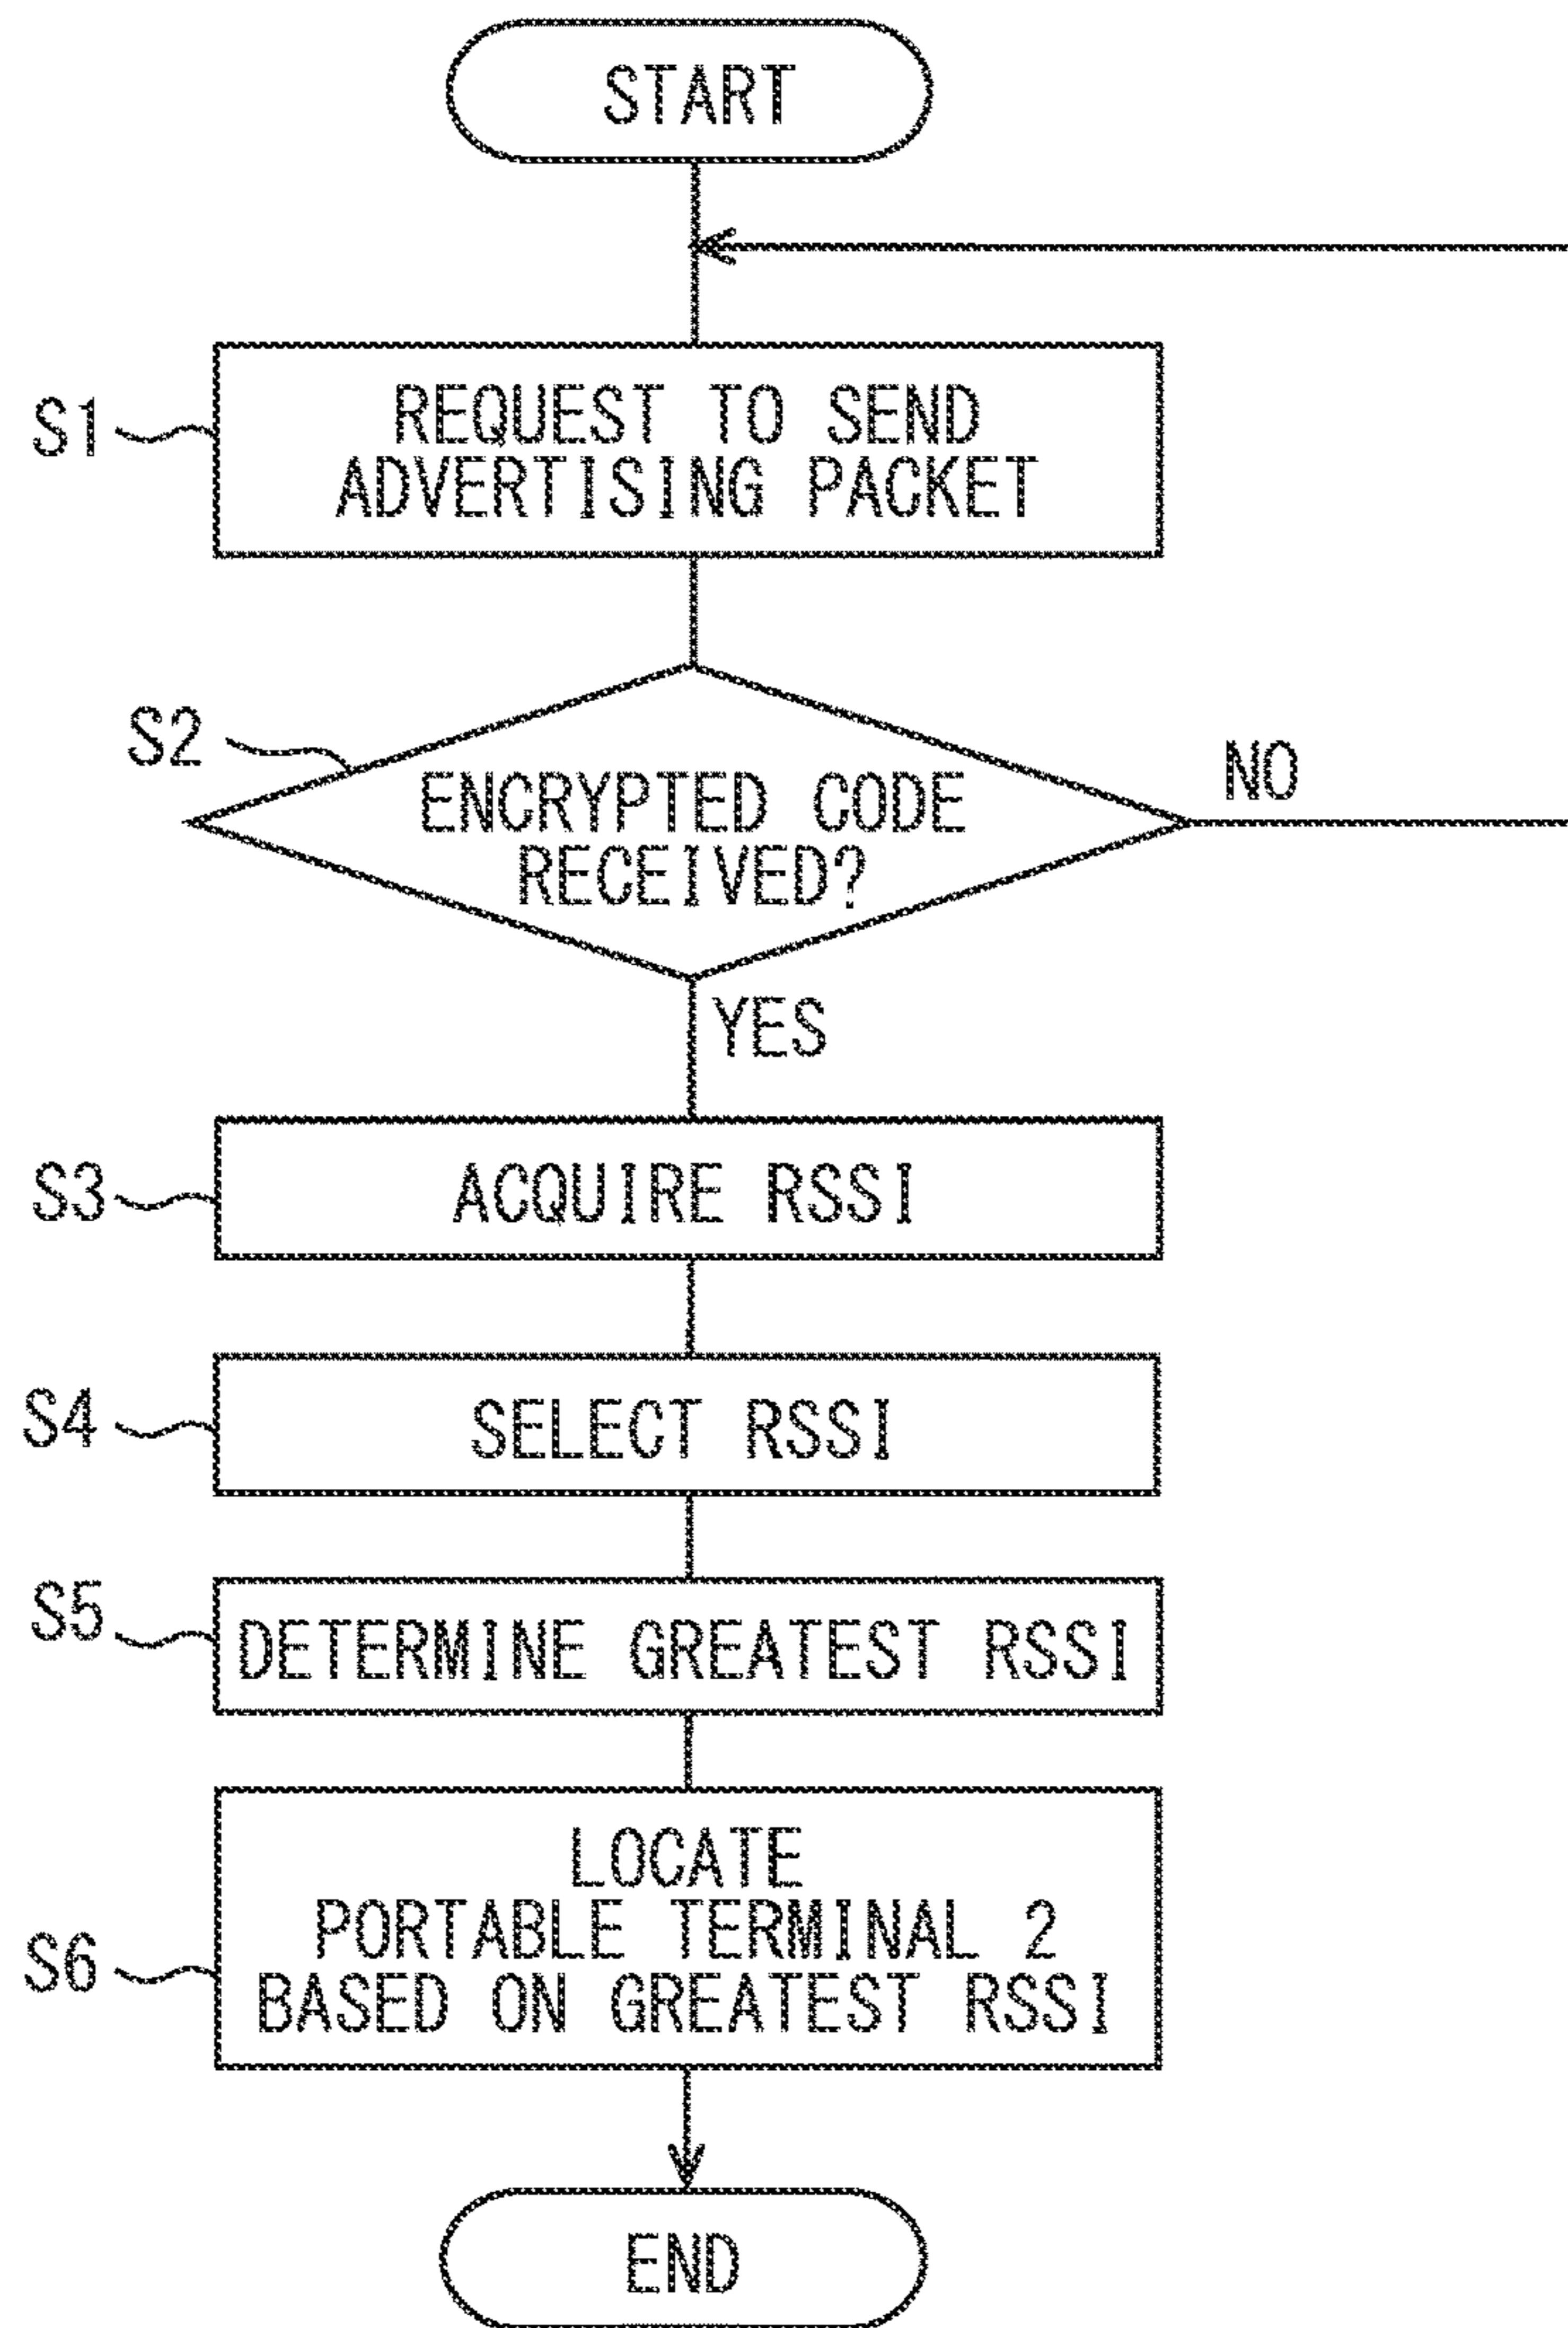 START
S1
REQUEST TO SEND
ADVERTISING PACKET
S2
ENCRYPTED CODE
RECEIVED?
NO
YES
S3
ACQUIRE RSSI
S4
SELECT RSSI
S5
DETERMINE GREATEST RSSI
S6
LOCATE
PORTABLE TERMINAL 2
BASED ON GREATEST RSSI
END